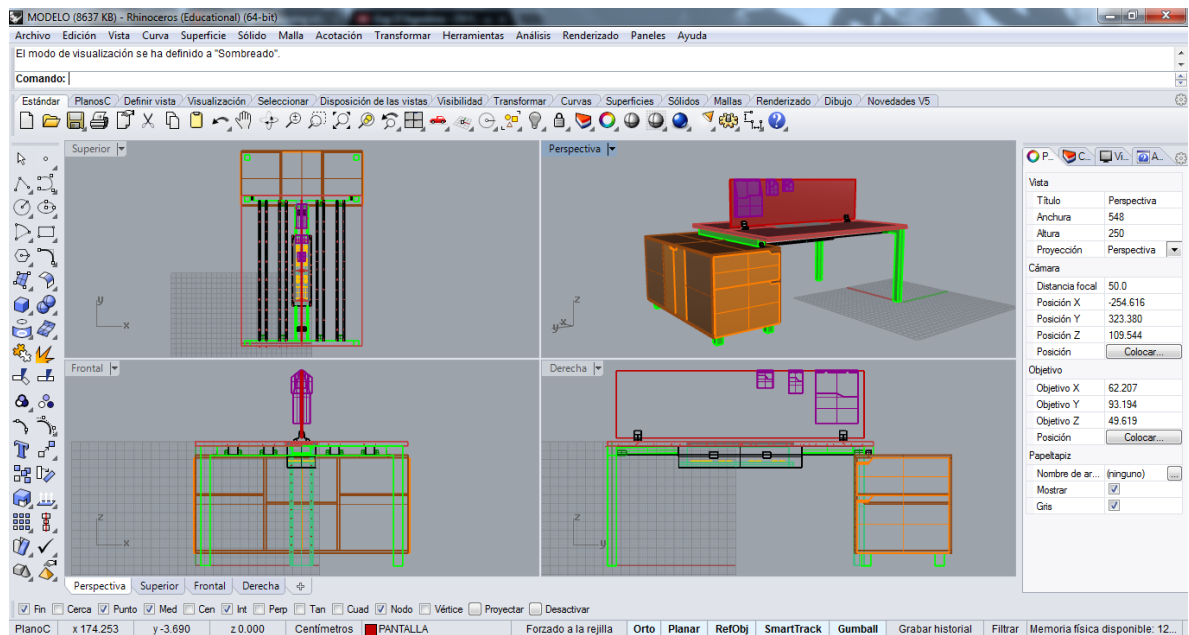 MODELO (8637 KB) - Rhinoceros (Educational) (64-bit)
Archivo Edición Vista Curva Superficie Sólido Malla Acotación Transformar Herramientas Análisis Renderizado Paneles Ayuda
El modo de visualización se ha definido a "Sombreado".
Comando:
Estándar PlanosC Definir vista Visualización Seleccionar Disposición de las vistas Visibilidad Transformar Curvas Superficies Sólidos Mallas Renderizado Dibujo Novedades V5
Superior
y
x
Perspectiva
z
y x
Frontal
z
x
Derecha
z
y
P... C... Vi... A...
Vista
Título Perspectiva
Anchura 548
Altura 250
Proyección Perspectiva
Cámara
Distancia focal 50.0
Posición X -254.616
Posición Y 323.380
Posición Z 109.544
Posición Colocar...
Objetivo
Objetivo X 62.207
Objetivo Y 93.194
Objetivo Z 49.619
Posición Colocar...
Papeltapiz
Nombre de ar... (ninguno) ...
Mostrar
Gris
Perspectiva Superior Frontal Derecha
Fin Cerca Punto Med Cen Int Perp Tan Cuad Nodo Vértice Proyectar Desactivar
PlanoC x 174.253 y -3.690 z 0.000 Centímetros PANTALLA Forzado a la rejilla Orto Planar RefObj SmartTrack Gumball Grabar historial Filtrar Memoria física disponible: 12...